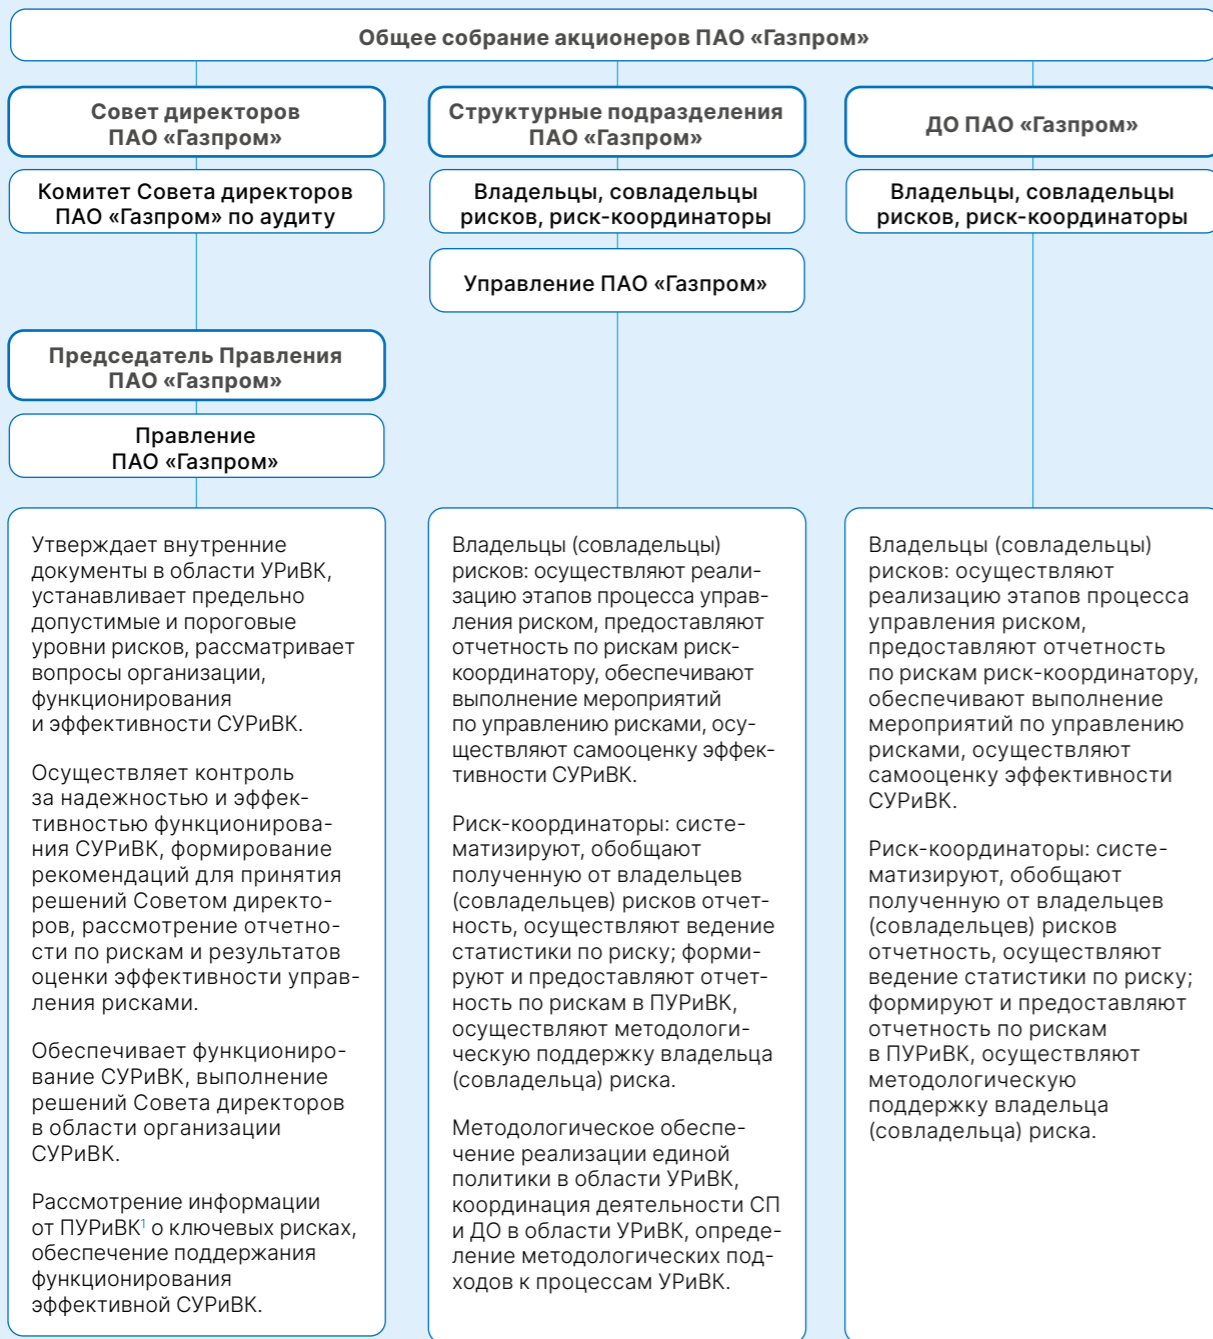 Общее собрание акционеров ПАО «Газпром»
Совет директоров
ПАО «Газпром»
Комитет Совета директоров
ПАО «Газпром» по аудиту
Председатель Правления
ПАО «Газпром»
Правление
ПАО «Газпром»
Утверждает внутренние
документы в области УРиВК,
устанавливает предельно
допустимые и пороговые
уровни рисков, рассматривает
вопросы организации,
функционирования
и эффективности СУРиВК.
Осуществляет контроль
за надежностью и эффек-
тивностью функционирова-
ния СУРиВК, формирование
рекомендаций для принятия
решений Советом директо-
ров, рассмотрение отчетно-
сти по рискам и результатов
оценки эффективности управ-
ления рисками.
Обеспечивает функциониро-
вание СУРиВК, выполнение
решений Совета директоров
в области организации
СУРиВК.
Рассмотрение информации
от ПУРиВК¹ о ключевых рисках,
обеспечение поддержания
функционирования
эффективной СУРиВК.
Структурные подразделения
ПАО «Газпром»
Владельцы, совладельцы
рисков, риск-координаторы
Управление ПАО «Газпром»
Владельцы (совладельцы)
рисков: осуществляют реали-
зацию этапов процесса управ-
ления риском, предоставляют
отчетность по рискам риск-
координатору, обеспечивают
выполнение мероприятий
по управлению рисками, осу-
ществляют самооценку эффек-
тивности СУРиВК.
Риск-координаторы: систе-
матизируют, обобщают
полученную от владельцев
(совладельцев) рисков отчет-
ность, осуществляют ведение
статистики по риску; форми-
руют и предоставляют отчет-
ность по рискам в ПУРиВК,
осуществляют методологи-
ческую поддержку владельца
(совладельца) риска.
Методологическое обеспе-
чение реализации единой
политики в области УРиВК,
координация деятельности СП
и ДО в области УРиВК, опреде-
ление методологических под-
ходов к процессам УРиВК.
ДО ПАО «Газпром»
Владельцы, совладельцы
рисков, риск-координаторы
Владельцы (совладельцы)
рисков: осуществляют
реализацию этапов процесса
управления риском,
предоставляют отчетность
по рискам риск-координатору,
обеспечивают выполнение
мероприятий по управлению
рисками, осуществляют
самооценку эффективности
СУРиВК.
Риск-координаторы: систе-
матизируют, обобщают
полученную от владельцев
(совладельцев) рисков
отчетность, осуществляют
ведение статистики по риску;
формируют и предоставляют
отчетность по рискам
в ПУРиВК, осуществляют
методологическую
поддержку владельца
(совладельца) риска.